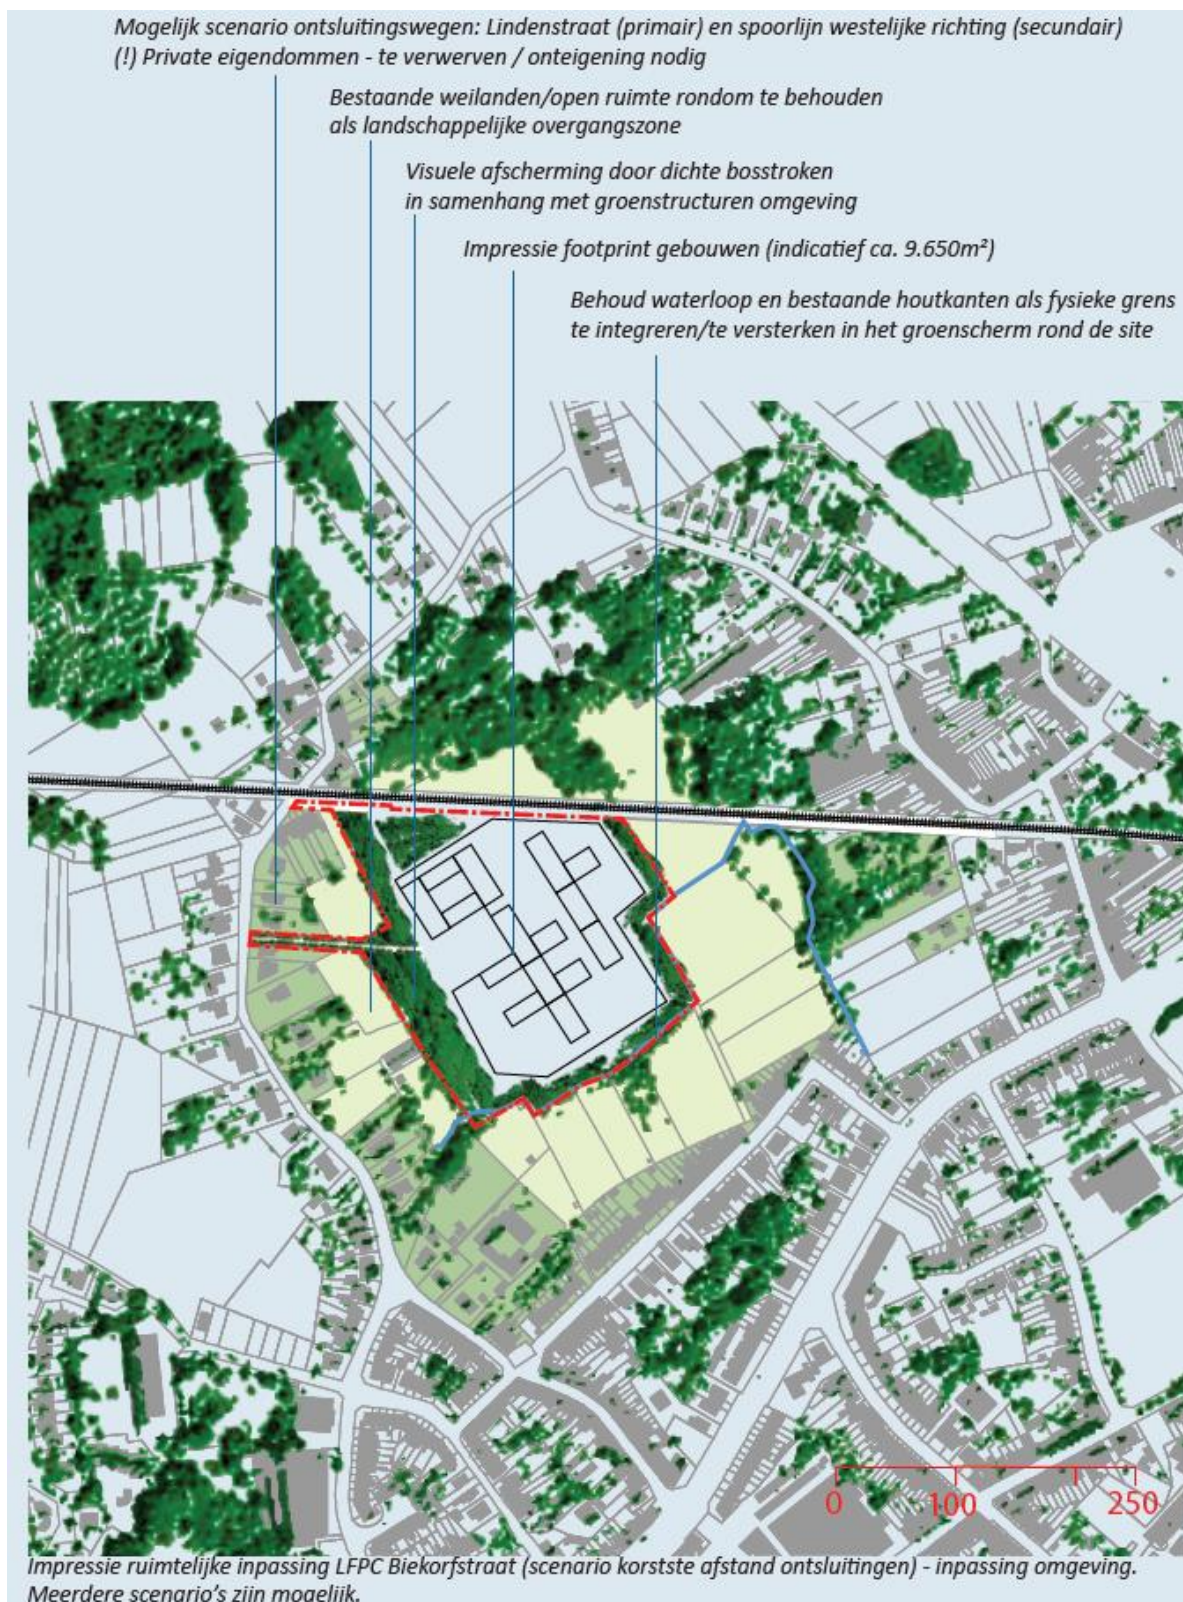 Mogelijk scenario ontsluitingswegen: Lindenstraat (primair) en spoorlijn westelijke richting (secundair)
(!) Private eigendommen - te verwerven / onteigening nodig
Bestaande weilanden/open ruimte rondom te behouden
als landschappelijke overgangszone
Visuele afscherming door dichte bosstroken
in samenhang met groenstructuren omgeving
Impressie footprint gebouwen (indicatief ca. 9.650m²)
Behoud waterloop en bestaande houtkanten als fysieke grens
te integreren/te versterken in het groenscherm rond de site
0 100 250
Impressie ruimtelijke inpassing LFPC Biekorfstraat (scenario korstste afstand ontsluitingen) - inpassing omgeving.
Meerdere scenario's zijn mogelijk.